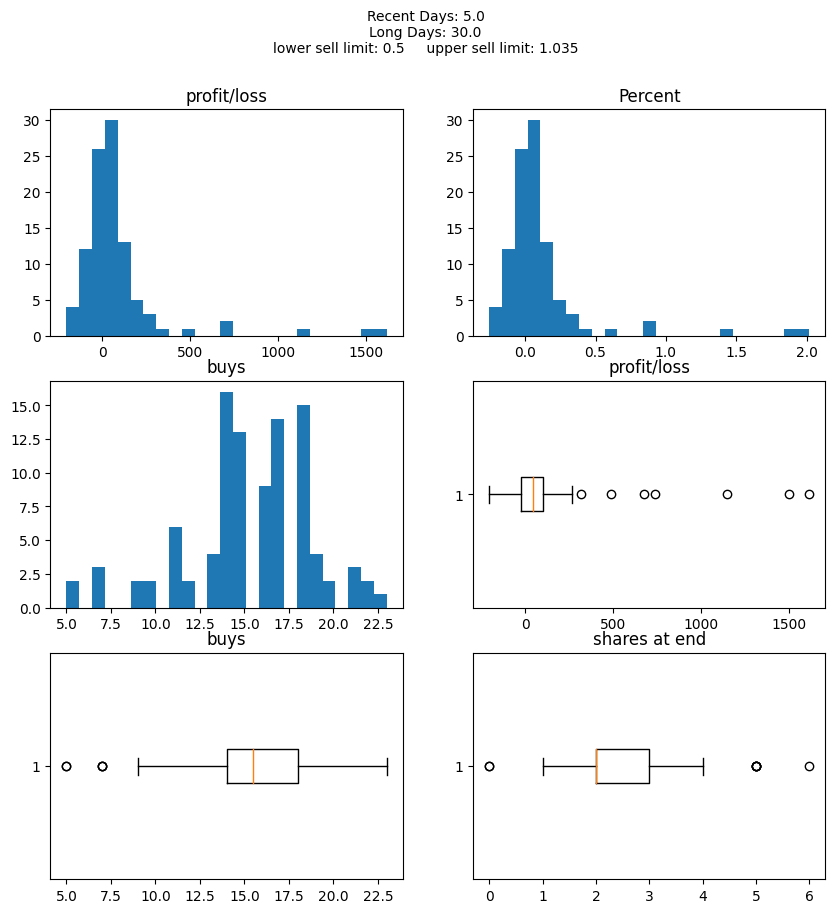 Recent Days: 5.0
Long Days: 30.0
lower sell limit: 0.5     upper sell limit: 1.035
profit/loss
30
25
20
15
10
5
0
0 500 1000 1500
Percent
30
25
20
15
10
5
0
0.0 0.5 1.0 1.5 2.0
buys
15.0
12.5
10.0
7.5
5.0
2.5
0.0
5.0 7.5 10.0 12.5 15.0 17.5 20.0 22.5
profit/loss
1
0 500 1000 1500
buys
1
5.0 7.5 10.0 12.5 15.0 17.5 20.0 22.5
shares at end
1
0 1 2 3 4 5 6